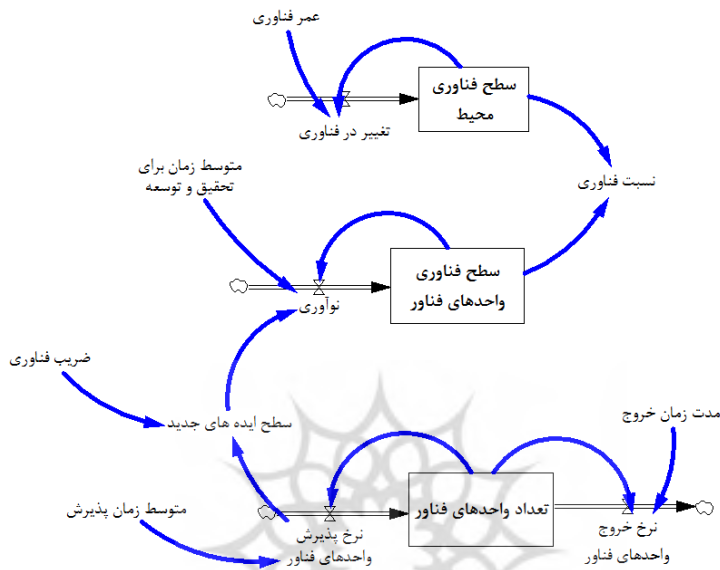 عمر فناوری
سطح فناوری
محیط
تغییر در فناوری
نسبت فناوری
متوسط زمان برای
تحقیق و توسعه
سطح فناوری
واحدهای فناور
نوآوری
ضریب فناوری
سطح ایده های جدید
مدت زمان خروج
متوسط زمان پذیرش
تعداد واحدهای فناور
نرخ پذیرش
واحدهای فناور
نرخ خروج
واحدهای فناور